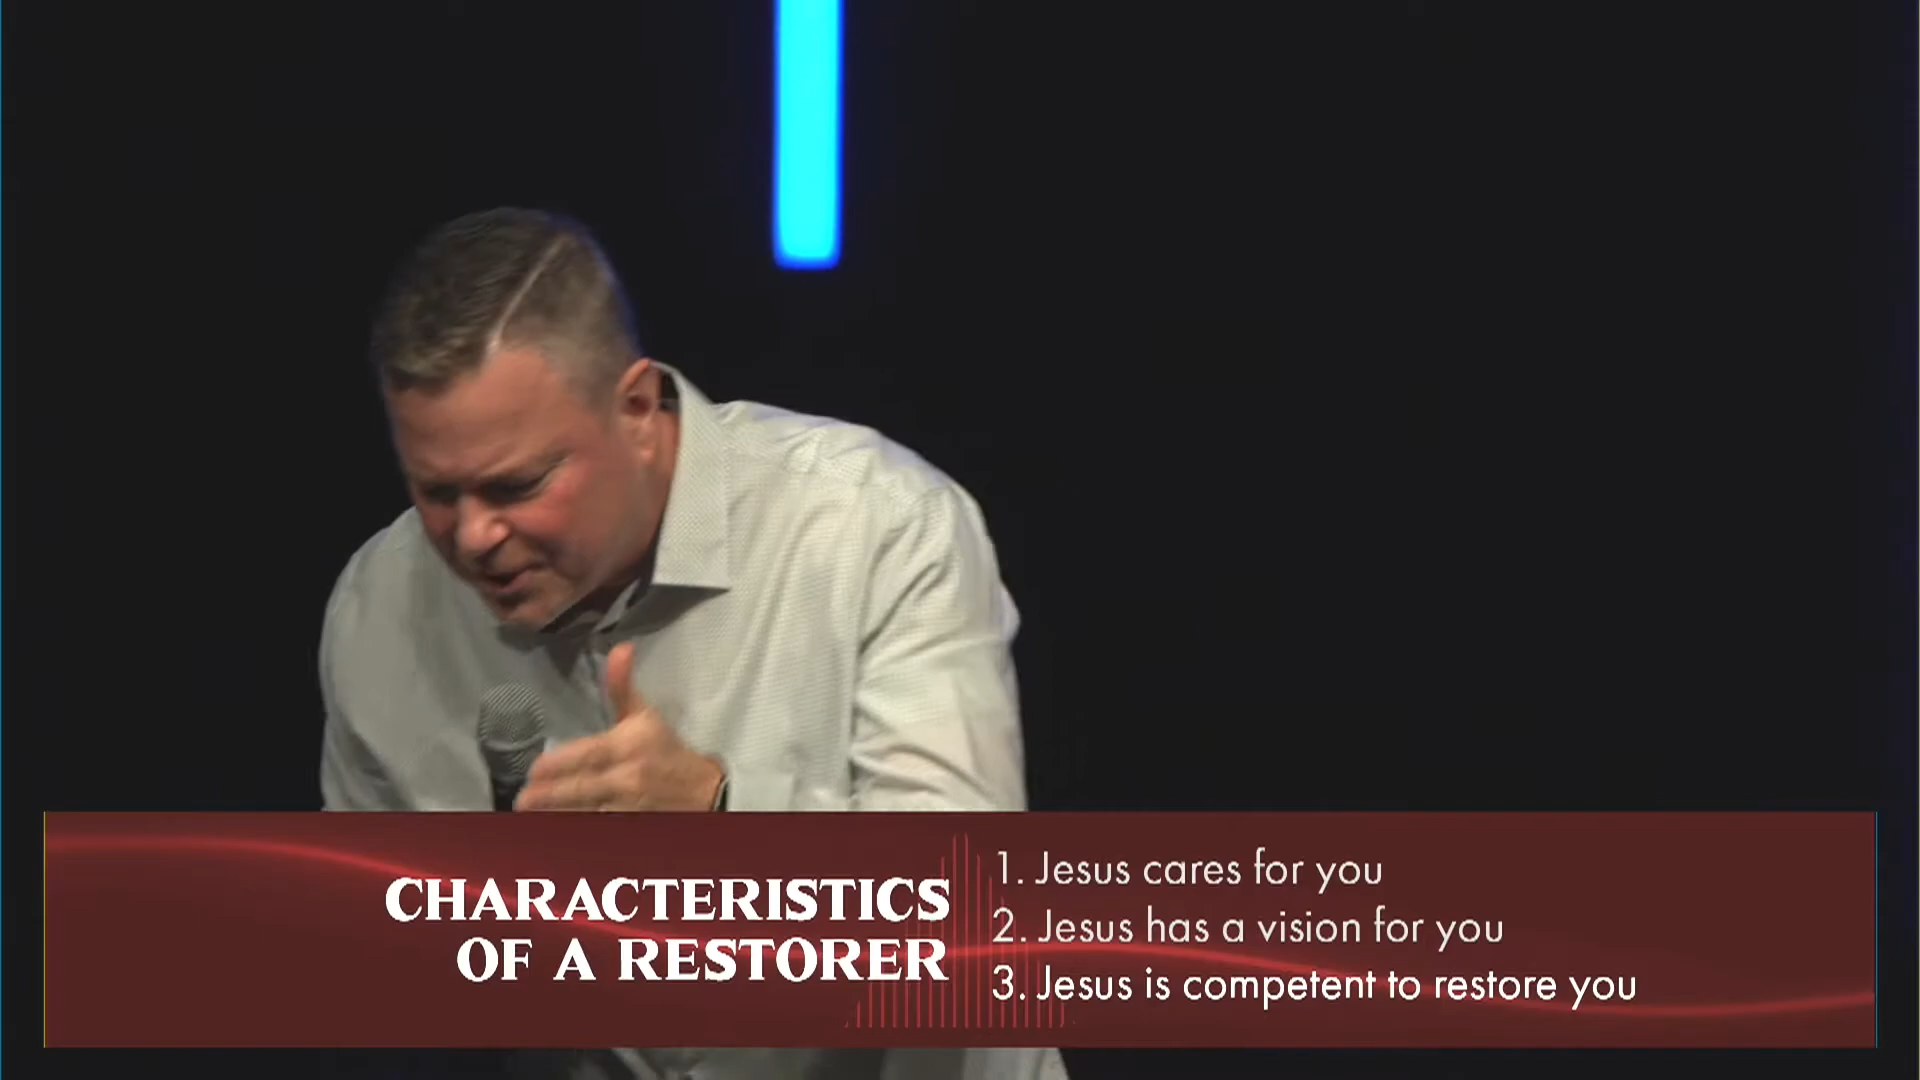 CHARACTERISTICS
OF A RESTORER
1. Jesus cares for you
2. Jesus has a vision for you
3. Jesus is competent to restore you